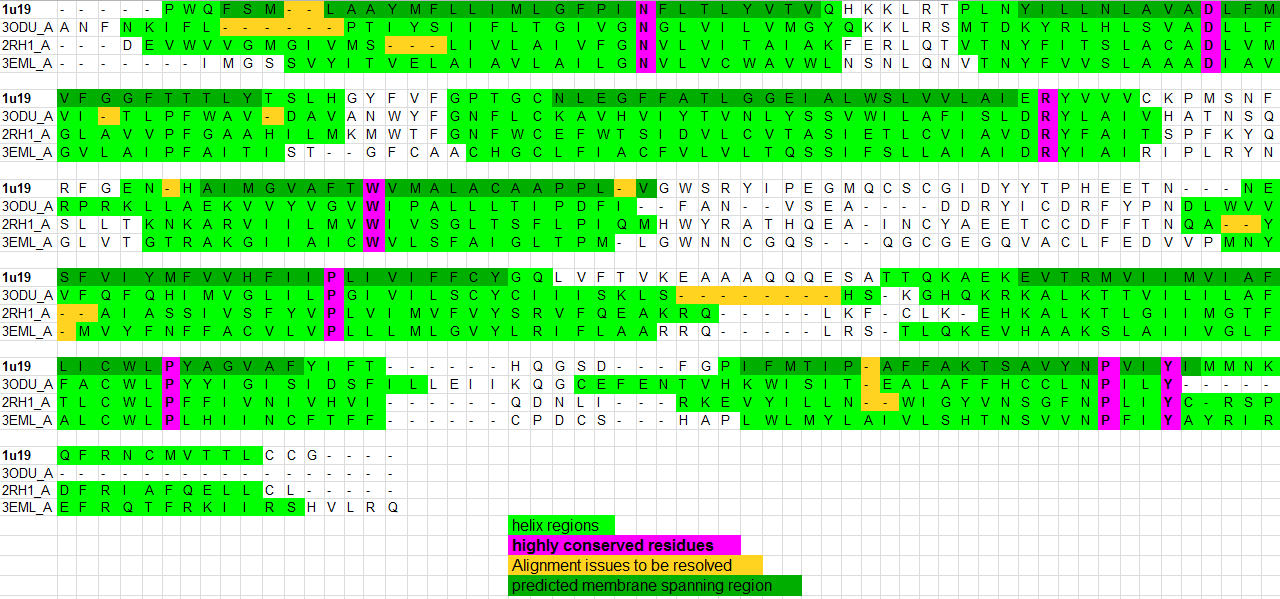 1u19 - - - - - P W Q F S M - - L A A Y M F L L I M L G F P I N F L T L Y V T V Q H K K L R T P L N Y I L L N L A V A D L F M
3ODU_A A N F N K I F L - - - - - - P T I Y S I I F L T G I V G N G L V I L V M G Y Q K K L R S M T D K Y R L H L S V A D L L F
2RH1_A - - - D E V W V V G M G I V M S - - - L I V L A I V F G N V L V I T A I A K F E R L Q T V T N Y F I T S L A C A D L V M
3EML_A - - - - - - - I M G S S V Y I T V E L A I A V L A I L G N V L V C W A V W L N S N L Q N V T N Y F V V S L A A A D I A V
1u19 V F G G F T T T L Y T S L H G Y F V F G P T G C N L E G F F A T L G G E I A L W S L V V L A I E R Y V V V C K P M S N F
3ODU_A V I - T L P F W A V - D A V A N W Y F G N F L C K A V H V I Y T V N L Y S S V W I L A F I S L D R Y L A I V H A T N S Q
2RH1_A G L A V V P F G A A H I L M K M W T F G N F W C E F W T S I D V L C V T A S I E T L C V I A V D R Y F A I T S P F K Y Q
3EML_A G V L A I P F A I T I S T - - G F C A A C H G C L F I A C F V L V L T Q S S I F S L L A I A I D R Y I A I R I P L R Y N
1u19 R F G E N - H A I M G V A F T W V M A L A C A A P P L - V G W S R Y I P E G M Q C S C G I D Y Y T P H E E T N - - - N E
3ODU_A R P R K L L A E K V V Y V G V W I P A L L L T I P D F - - F A N - - V S E A - - - - D D R Y I C D R F Y P N D L W V V
2RH1_A S L L T K N K A R V I I L M V W I V S G L T S F L P I Q M H W Y R A T H Q E A - I N C Y A E E T C C D F F T N Q A - - Y
3EML_A G L V T G T R A K G I I A I C W V L S F A I G L T P M - L G W N N C G Q S - - - Q G C G E G Q V A C L F E D V V P M N Y
1u19 S F V I Y M F V V H F I I P L I V I F F C Y G Q L V F T V K E A A A Q Q Q E S A T T Q K A E K E V T R M V I I M V I A F
3ODU_A V F Q F Q H I M V G L I L P G I V I L S C Y C I I I S K L S - - - - - - - - H S - K G H Q K R K A L K T T V I L I L A F
2RH1_A - - A I A S S I V S F Y V P L V I M V F V Y S R V F Q E A K R Q - - - - - L K F - C L K - E H K A L K T L G I I M G T F
3EML_A - M V Y F N F F A C V L V P L L L M L G V Y L R I F L A A R R Q - - - - - L R S - T L Q K E V H A A K S L A I I V G L F
1u19 L I C W L P Y A G V A F Y I F T - - - - - - H Q G S D - - - F G P I F M T I P - A F F A K T S A V Y N P V I Y I M M N K
3ODU_A F A C W L P Y Y I G I S I D S F I L L E I I K Q G C E F E N T V H K W I S I T - E A L A F F H C C L N P I L Y - - - -
2RH1_A T L C W L P F F I V N I V H V I - - - - - - Q D N L I - - - R K E V Y I L L N - - W I G Y V N S G F N P L I Y C - R S P
3EML_A A L C W L P L H I I N C F T F F - - - - - - C P D C S - - - H A P L W L M Y L A I V L S H T N S V V N P F I Y A Y R I R
1u19 Q F R N C M V T T L C C G - - - -
3ODU_A - - - - - - - - - - - - - - - - -
2RH1_A D F R I A F Q E L L C L - - - - -
3EML_A E F R Q T F R K I I R S H V L R Q
helix regions
highly conserved residues
Alignment issues to be resolved
predicted membrane spanning region